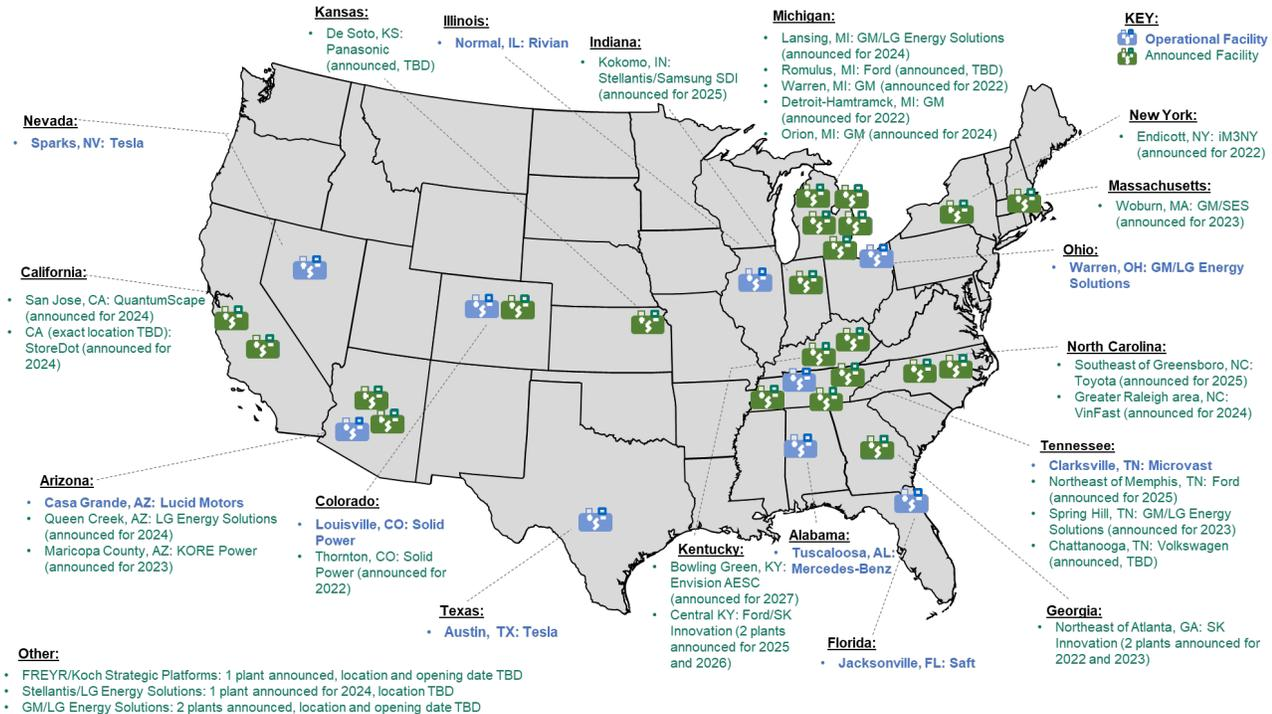 Kansas:
• De Soto, KS:
Panasonic
(announced, TBD)
Illinois:
• Normal, IL: Rivian
Indiana:
• Kokomo, IN:
Stellantis/Samsung SDI
(announced for 2025)
Michigan:
• Lansing, MI: GM/LG Energy Solutions
(announced for 2024)
• Romulus, MI: Ford (announced, TBD)
• Warren, MI: GM (announced for 2022)
• Detroit-Hamtramck, MI: GM
(announced for 2022)
• Orion, MI: GM (announced for 2024)
KEY:
Operational Facility
Announced Facility
Nevada:
• Sparks, NV: Tesla
New York:
• Endicott, NY: iM3NY
(announced for 2022)
Massachusetts:
• Woburn, MA: GM/SES
(announced for 2023)
Ohio:
• Warren, OH: GM/LG Energy
Solutions
California:
• San Jose, CA: QuantumScape
(announced for 2024)
• CA (exact location TBD):
StoreDot (announced for
2024)
North Carolina:
• Southeast of Greensboro, NC:
Toyota (announced for 2025)
• Greater Raleigh area, NC:
VinFast (announced for 2024)
Tennessee:
• Clarksville, TN: Microvast
• Northeast of Memphis, TN: Ford
(announced for 2025)
• Spring Hill, TN: GM/LG Energy
Solutions (announced for 2023)
• Chattanooga, TN: Volkswagen
(announced, TBD)
Arizona:
• Casa Grande, AZ: Lucid Motors
• Queen Creek, AZ: LG Energy Solutions
(announced for 2024)
• Maricopa County, AZ: KORE Power
(announced for 2023)
Colorado:
• Louisville, CO: Solid
Power
• Thornton, CO: Solid
Power (announced for
2022)
Kentucky:
• Bowling Green, KY:
Envision AESC
(announced for 2027)
• Central KY: Ford/SK
Innovation (2 plants
announced for 2025
and 2026)
Alabama:
• Tuscaloosa, AL:
Mercedes-Benz
Texas:
• Austin, TX: Tesla
Florida:
• Jacksonville, FL: Saft
Georgia:
• Northeast of Atlanta, GA: SK
Innovation (2 plants announced for
2022 and 2023)
Other:
• FREYR/Koch Strategic Platforms: 1 plant announced, location and opening date TBD
• Stellantis/LG Energy Solutions: 1 plant announced for 2024, location TBD
• GM/LG Energy Solutions: 2 plants announced, location and opening date TBD